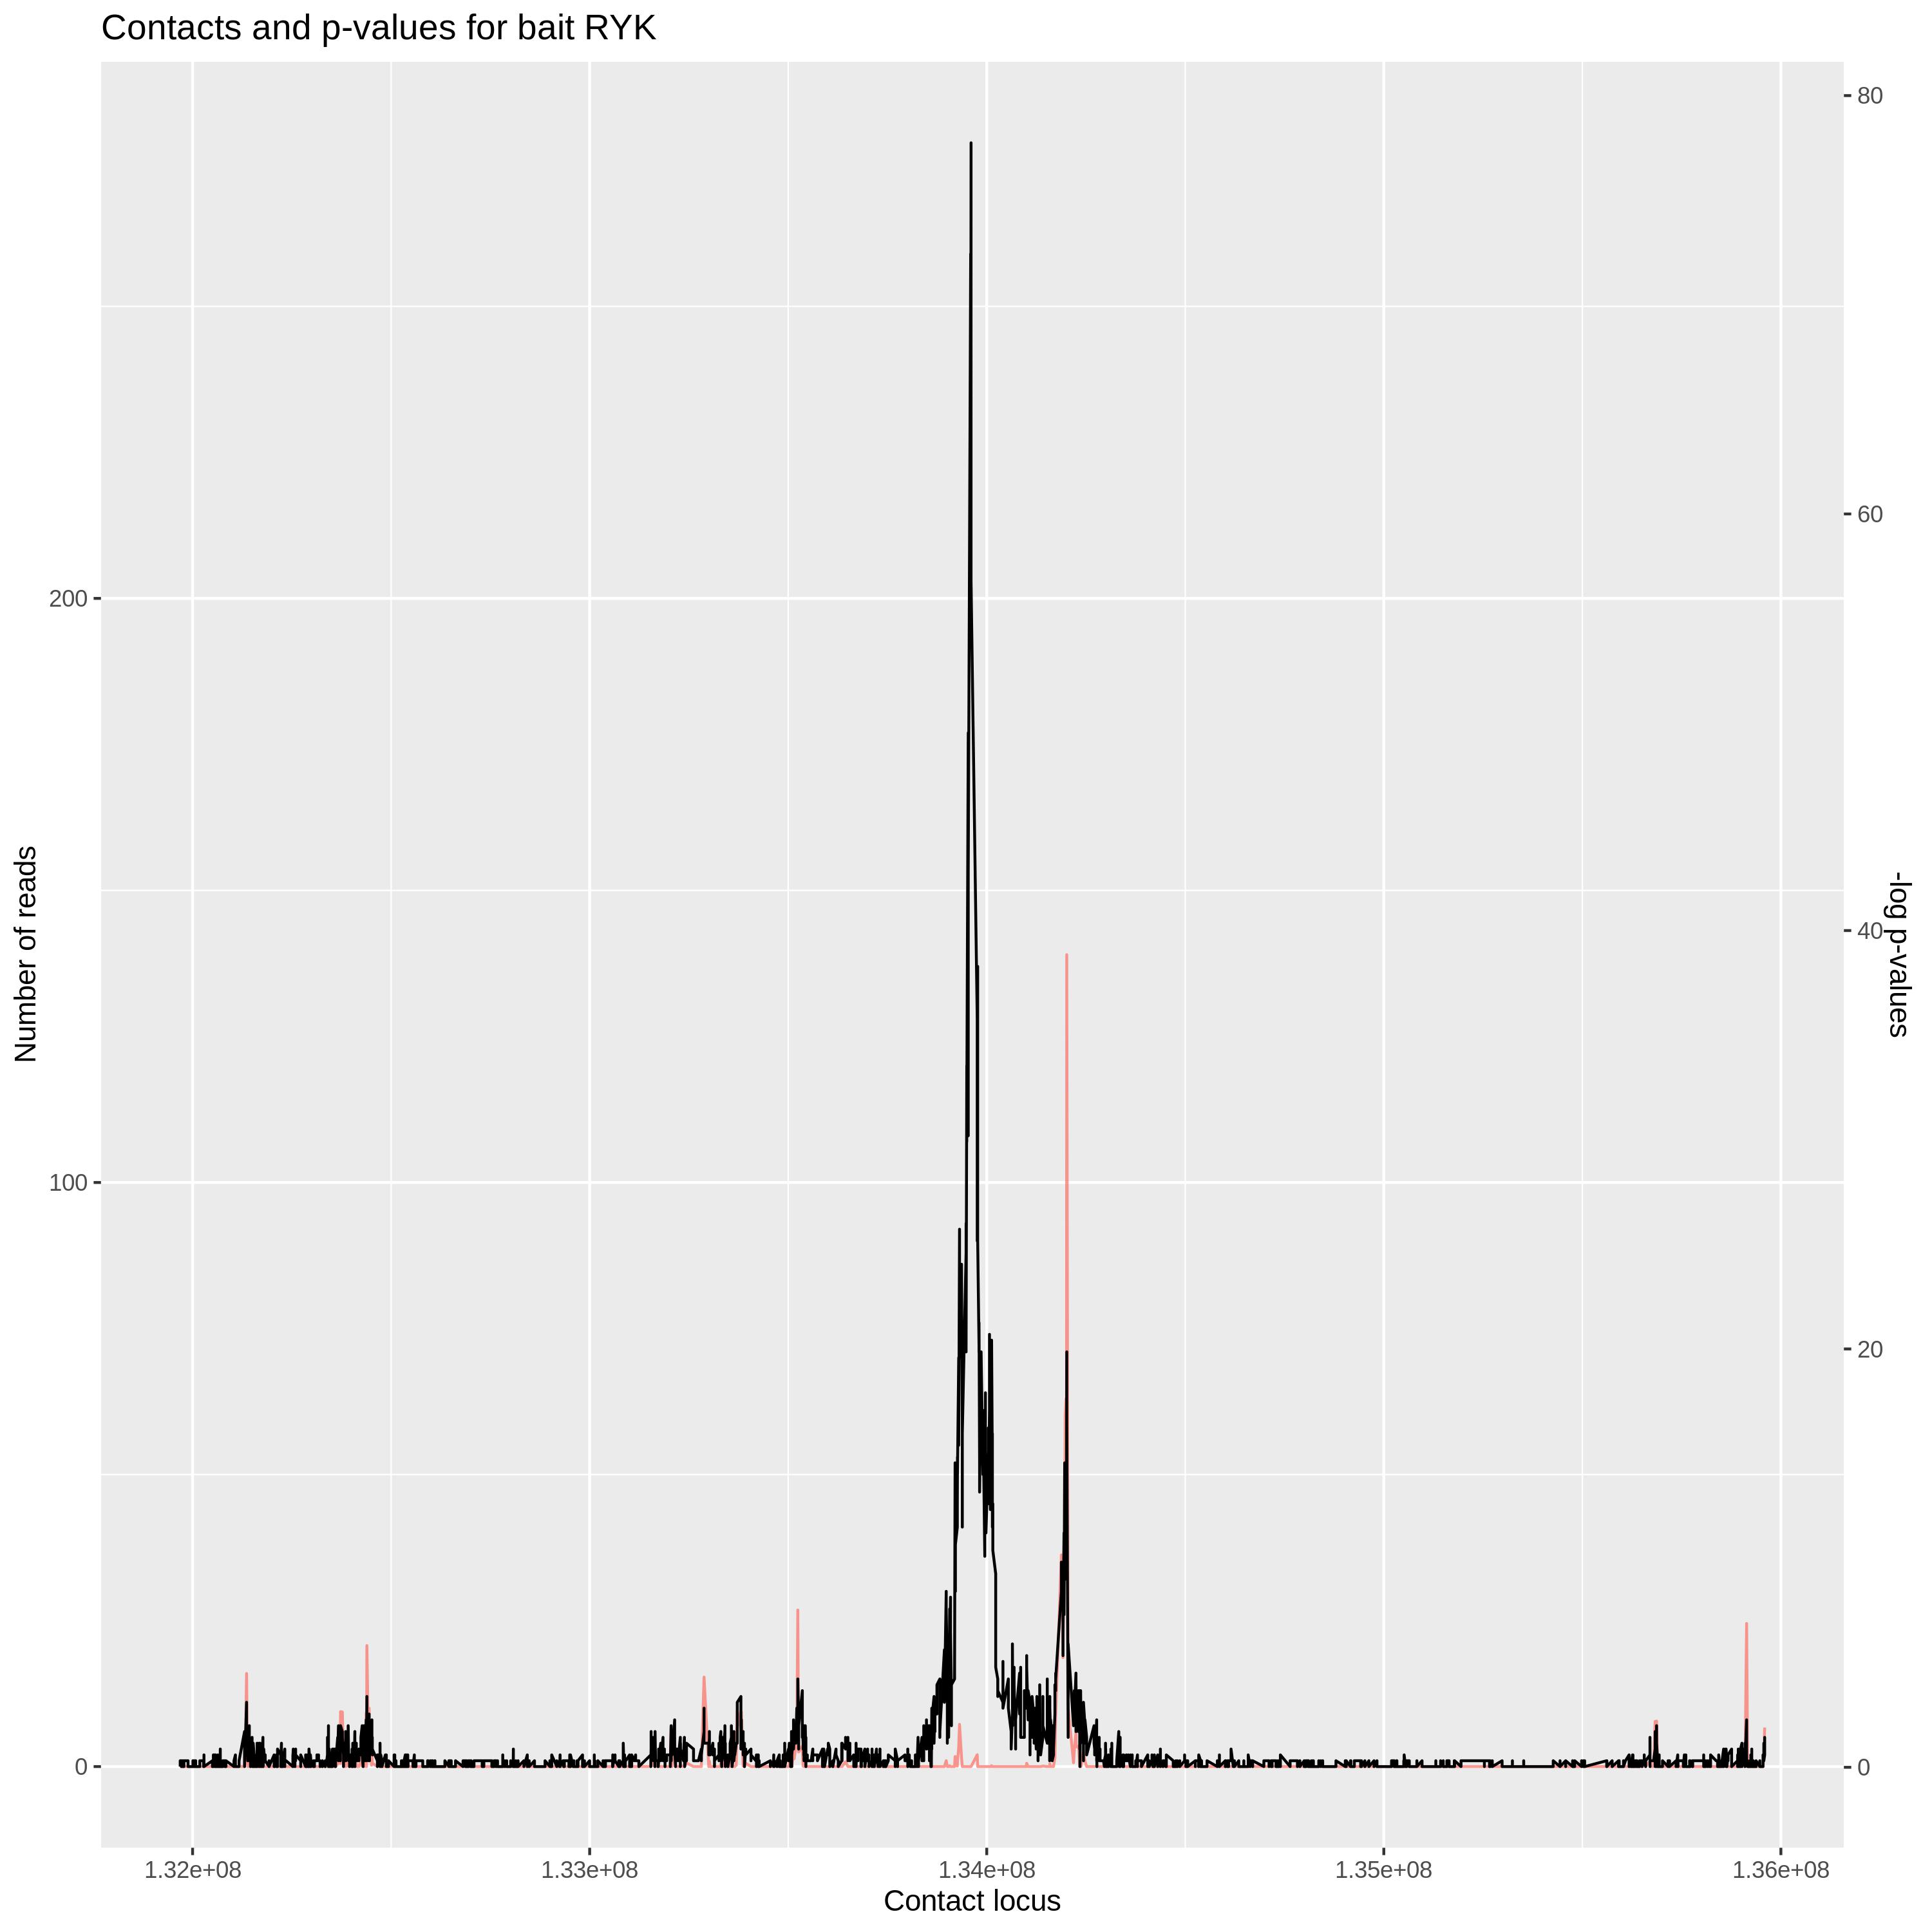 Contacts and p-values for bait RYK
80
60
200
40
100
20
0
0
Number of reads
-log p-values
1.32e+08 1.33e+08 1.34e+08 1.35e+08 1.36e+08
Contact locus